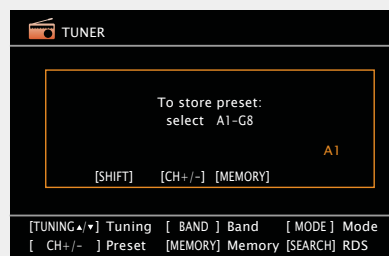 TUNER
To store preset:
select A1–G8
A1
[SHIFT] [CH+/–] [MEMORY]
[TUNING▲/▼] Tuning [ BAND ] Band [ MODE ] Mode
[ CH+/– ] Preset [MEMORY] Memory [SEARCH] RDS